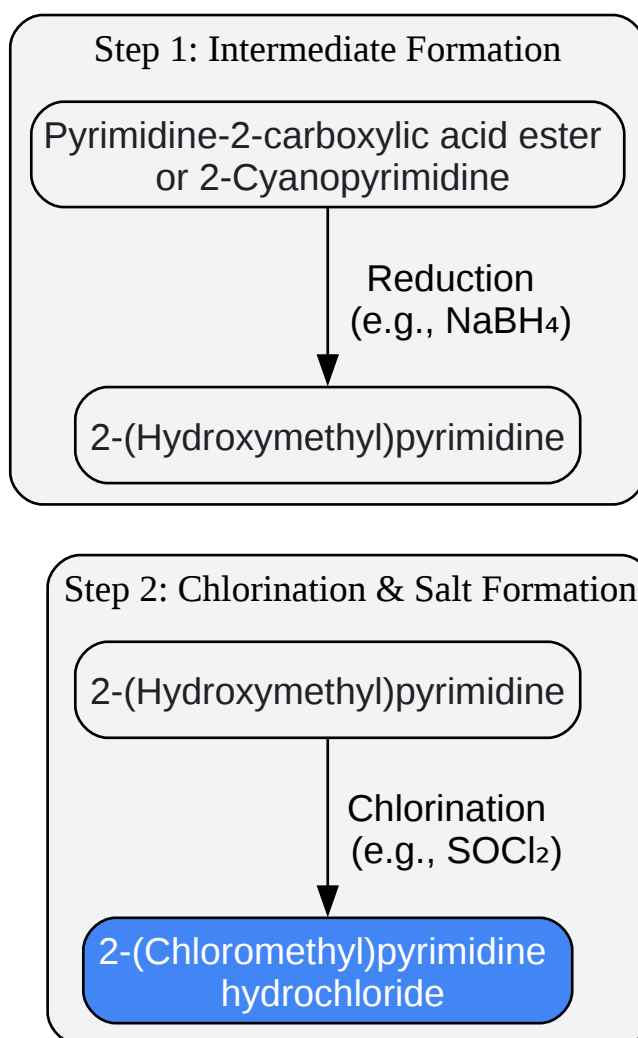 Step 1: Intermediate Formation
Pyrimidine-2-carboxylic acid ester
or 2-Cyanopyrimidine
Reduction
(e.g., NaBH₄)
2-(Hydroxymethyl)pyrimidine
Step 2: Chlorination & Salt Formation
2-(Hydroxymethyl)pyrimidine
Chlorination
(e.g., SOCl₂)
2-(Chloromethyl)pyrimidine
hydrochloride